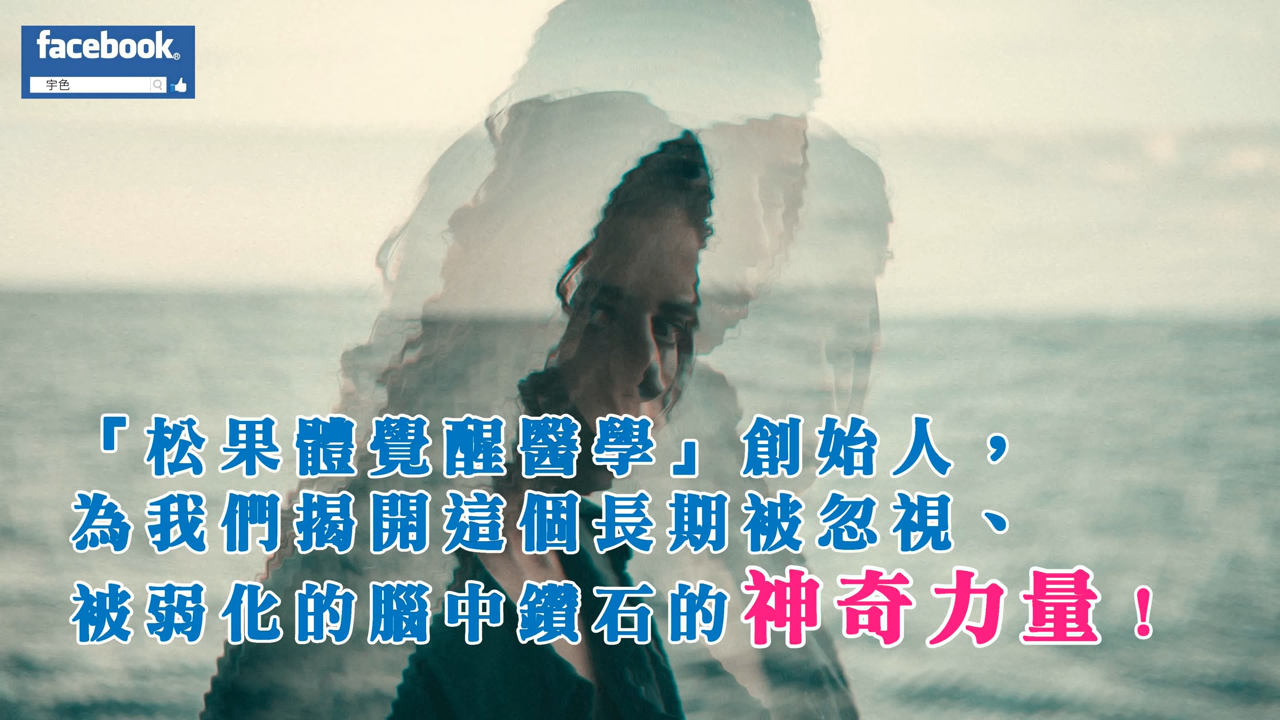 facebook®
宇色
「松果體覺醒醫學」創始人，
為我們揭開這個長期被忽視、
被弱化的腦中鑽石的神奇力量！